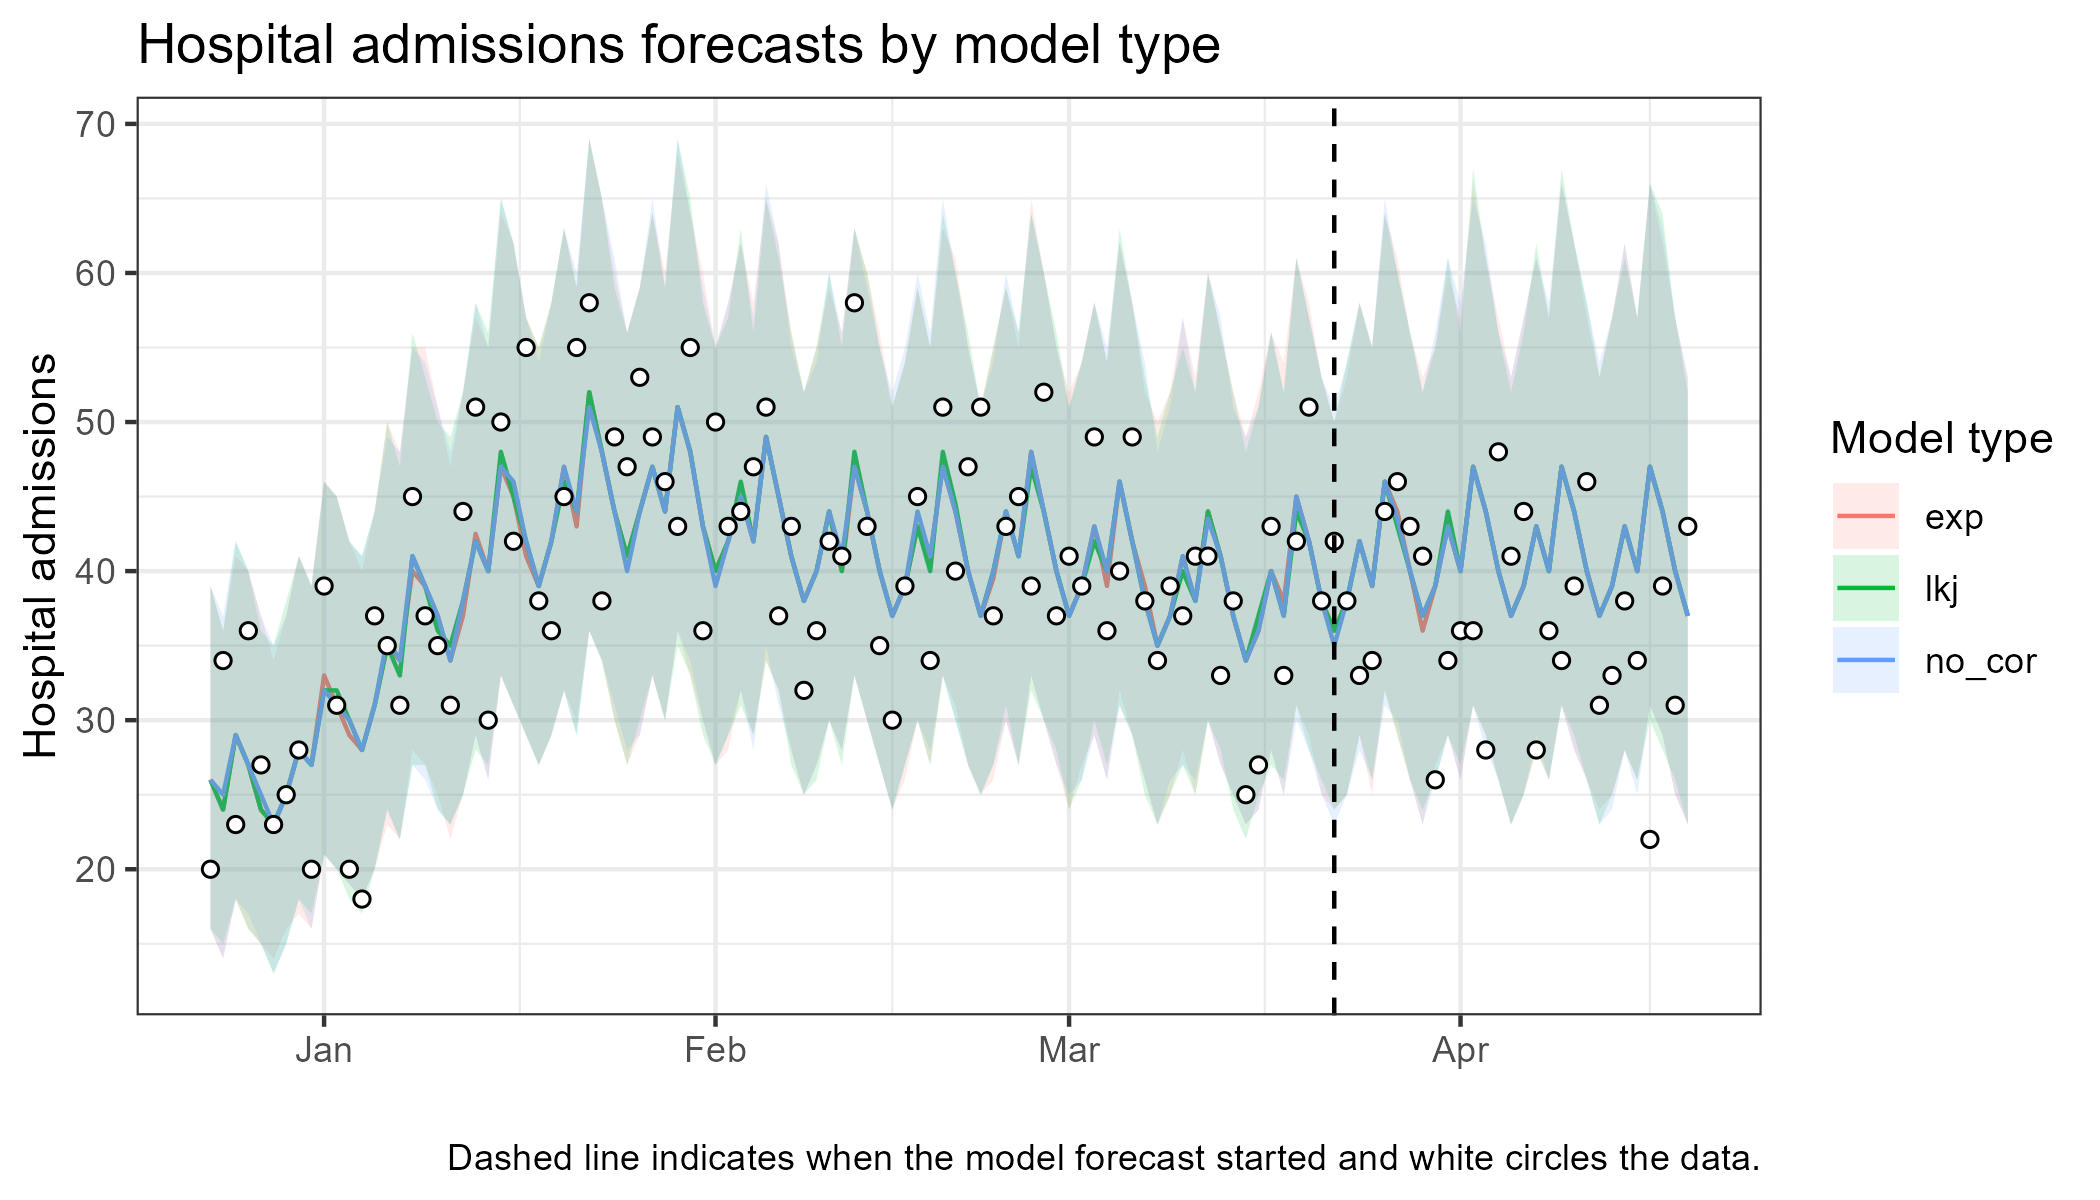 Hospital admissions forecasts by model type
Hospital admissions
70
60
50
40
30
20
Jan
Feb
Mar
Apr
Model type
exp
lkj
no_cor
Dashed line indicates when the model forecast started and white circles the data.